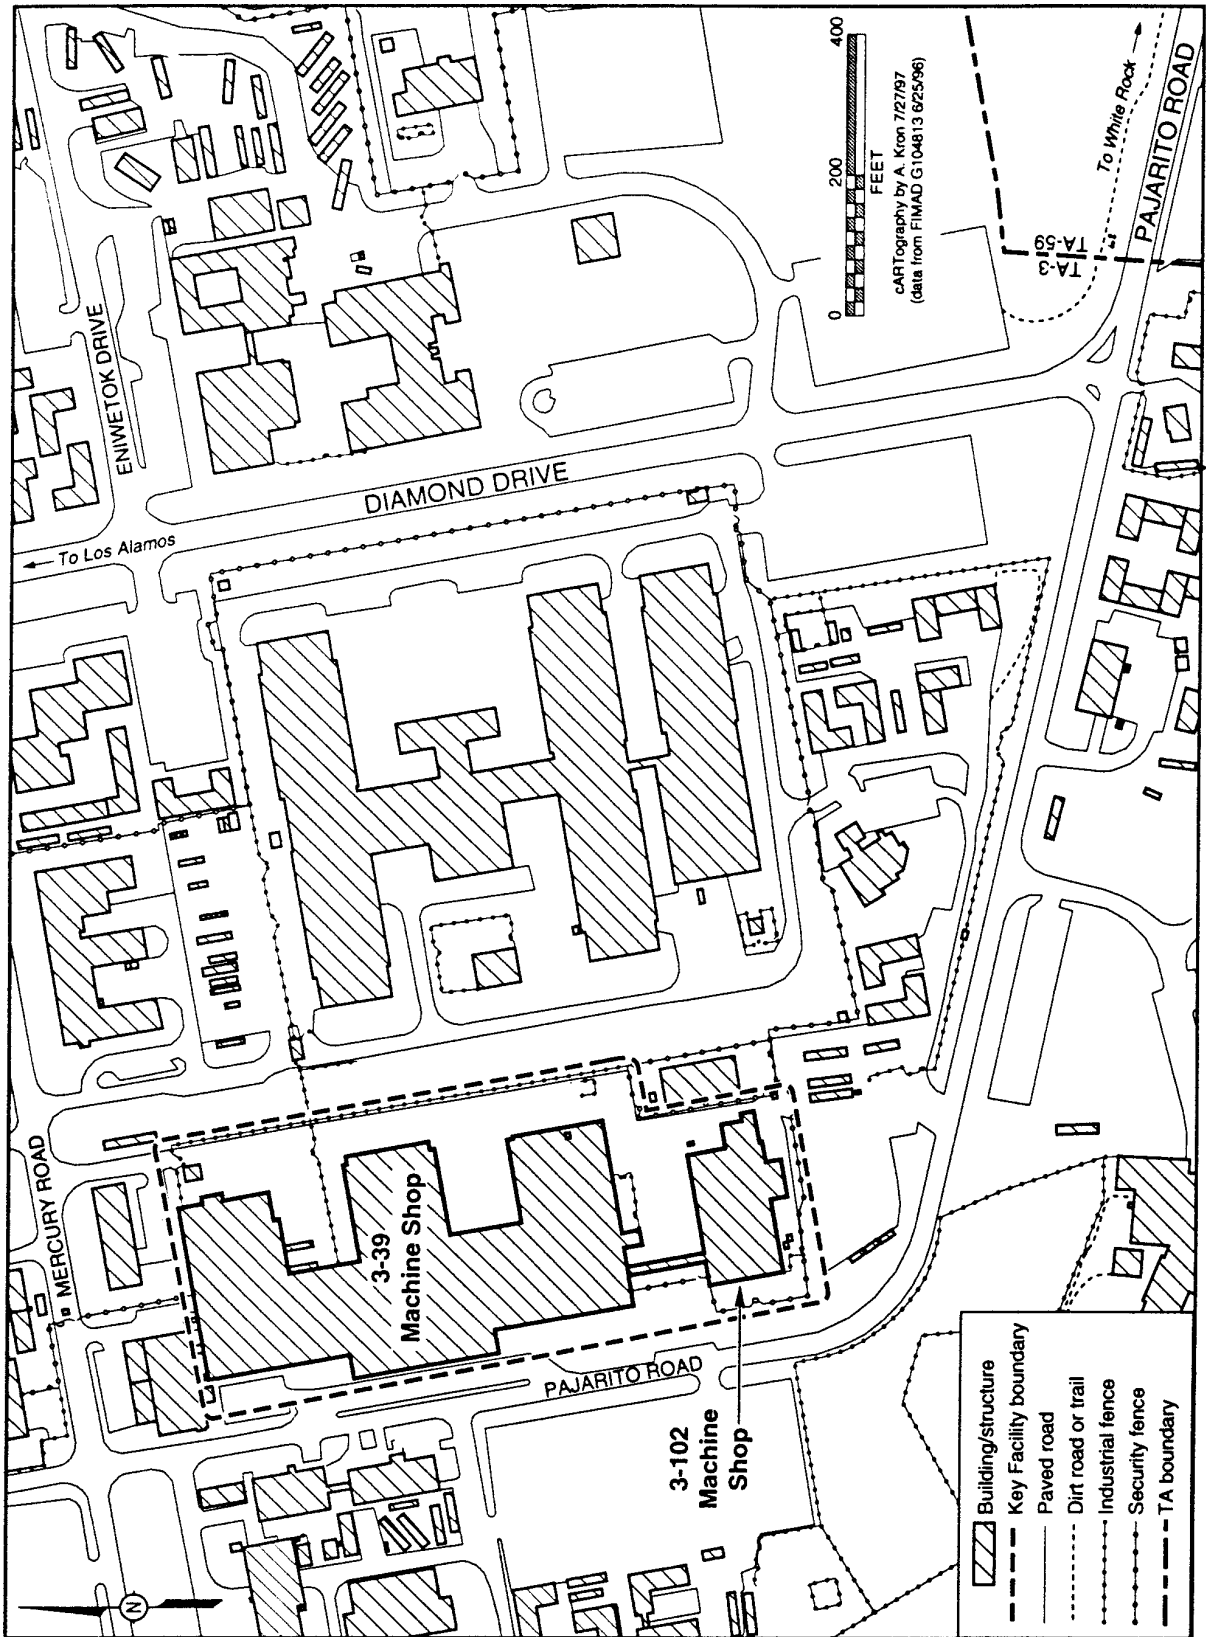 ENIWETOK DRIVE
← To Los Alamos
DIAMOND DRIVE
MERCURY ROAD
3-39
Machine Shop
PAJARITO ROAD
3-102
Machine
Shop
0 200 400
FEET
cARTography by A. Kron 7/27/97
(data from FIMAD G104813 6/25/96)
TA-3
TA-59
To White Rock →
PAJARITO ROAD
N
Building/structure
Key Facility boundary
Paved road
Dirt road or trail
Industrial fence
Security fence
TA boundary